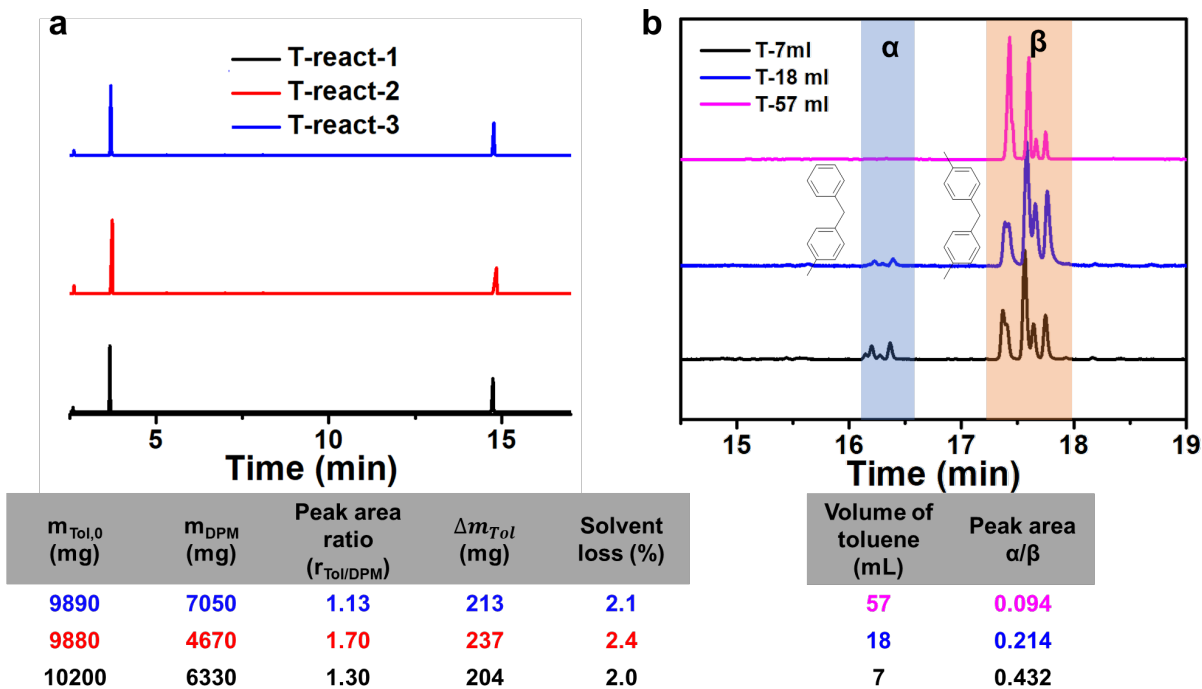 a
T-react-1
T-react-2
T-react-3
5 10 15
Time (min)
b
α β
T-7ml
T-18 ml
T-57 ml
15 16 17 18 19
Time (min)
m_Tol,0 (mg) m_DPM (mg) Peak area ratio (r_Tol/DPM) Δm_Tol (mg) Solvent loss (%)
9890 7050 1.13 213 2.1
9880 4670 1.70 237 2.4
10200 6330 1.30 204 2.0
Volume of toluene (mL) Peak area α/β
57 0.094
18 0.214
7 0.432